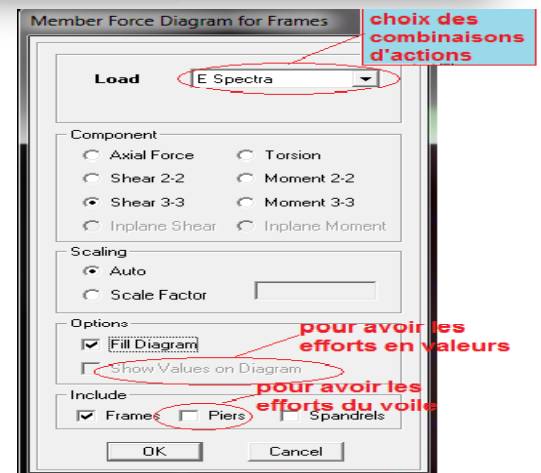 Member Force Diagram for Frames
choix des
combinaisons
d'actions
Load E Spectra
Component
Axial Force Torsion
Shear 2-2 Moment 2-2
Shear 3-3 Moment 3-3
Inplane Shear Inplane Moment
Scaling
Auto
Scale Factor
Options
pour avoir les
efforts en valeurs
Fill Diagram
Show Values on Diagram
pour avoir les
efforts du voile
Include
Frames Piers Spandrels
OK Cancel